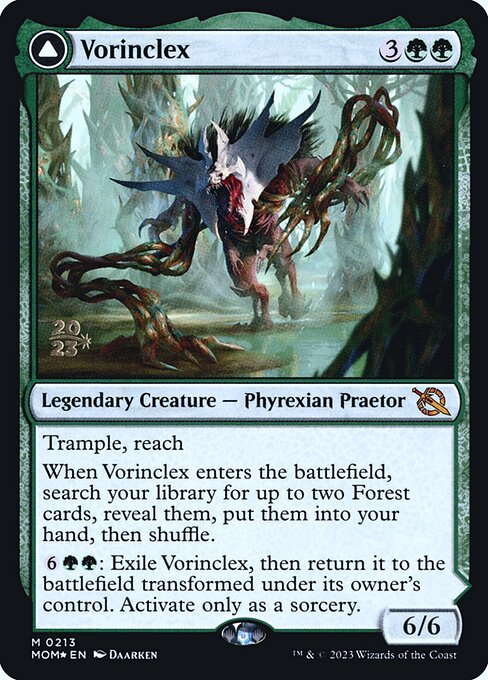 Vorinclex 3
20
23
Legendary Creature — Phyrexian Praetor
Trample, reach
When Vorinclex enters the battlefield,
search your library for up to two Forest
cards, reveal them, put them into your
hand, then shuffle.
6: Exile Vorinclex, then return it to the
battlefield transformed under its owner's
control. Activate only as a sorcery.
6/6
M 0213
MOM★EN Daarken
™ & © 2023 Wizards of the Coast